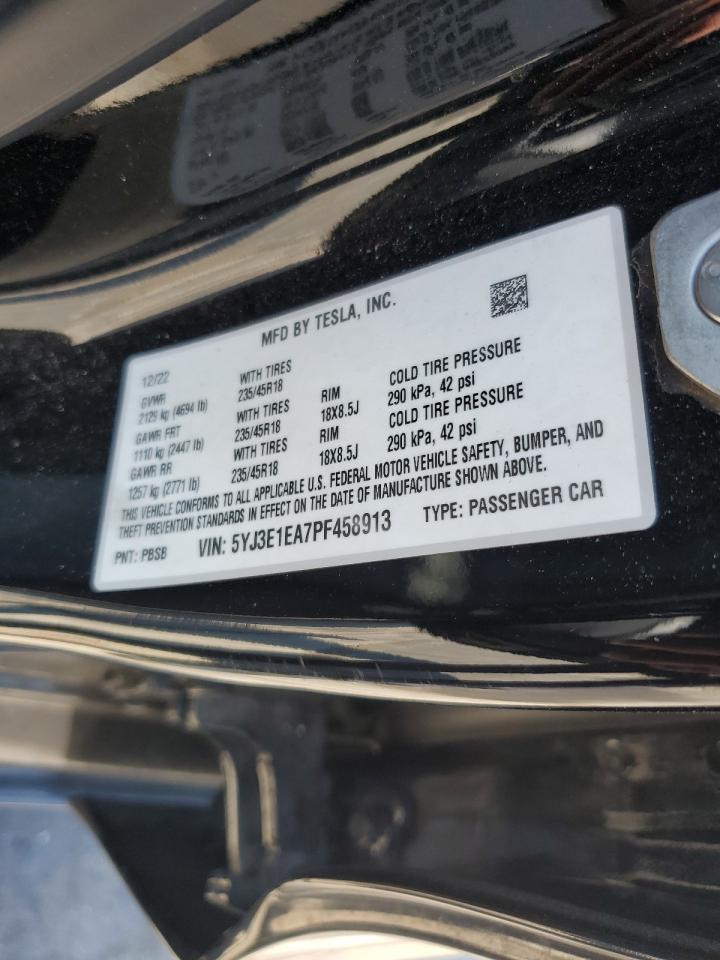 MFD BY TESLA, INC.
12/22
GVWR WITH TIRES
2129 kg (4694 lb) 235/45R18 RIM COLD TIRE PRESSURE
GAWR FRT WITH TIRES 18X8.5J 290 kPa, 42 psi
1110 kg (2447 lb) 235/45R18 RIM COLD TIRE PRESSURE
GAWR RR WITH TIRES 18X8.5J 290 kPa, 42 psi
1257 kg (2771 lb) 235/45R18
THIS VEHICLE CONFORMS TO ALL APPLICABLE U.S. FEDERAL MOTOR VEHICLE SAFETY, BUMPER, AND
THEFT PREVENTION STANDARDS IN EFFECT ON THE DATE OF MANUFACTURE SHOWN ABOVE.
PNT: PBSB VIN: 5YJ3E1EA7PF458913 TYPE: PASSENGER CAR